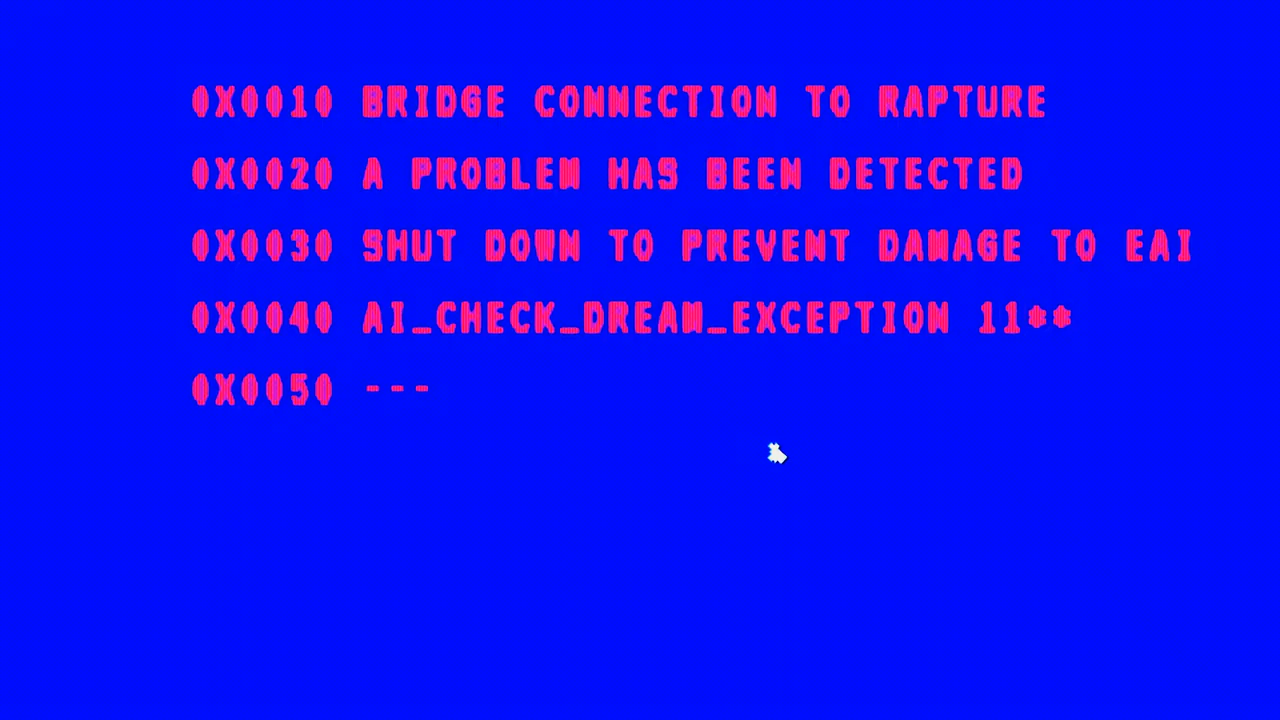 0X0010 BRIDGE CONNECTION TO RAPTURE
0X0020 A PROBLEM HAS BEEN DETECTED
0X0030 SHUT DOWN TO PREVENT DAMAGE TO EAI
0X0040 AI_CHECK_DREAM_EXCEPTION 11**
0X0050 ---